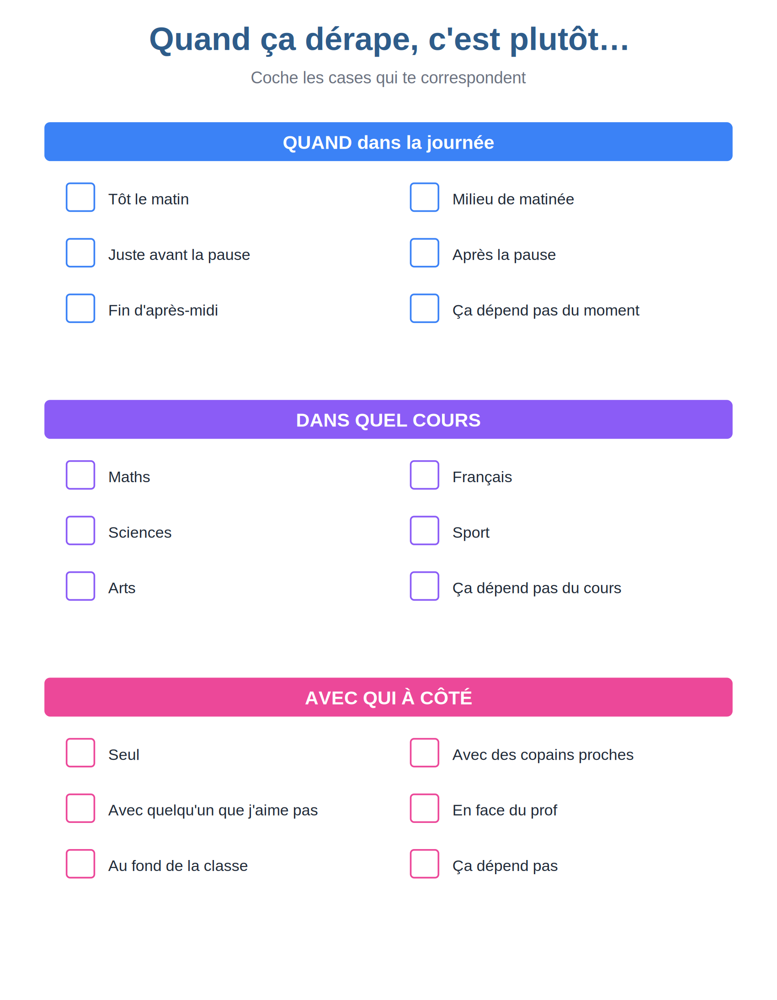 Quand ça dérape, c'est plutôt…
Coche les cases qui te correspondent
QUAND dans la journée
Tôt le matin
Milieu de matinée
Juste avant la pause
Après la pause
Fin d'après-midi
Ça dépend pas du moment
DANS QUEL COURS
Maths
Français
Sciences
Sport
Arts
Ça dépend pas du cours
AVEC QUI À CÔTÉ
Seul
Avec des copains proches
Avec quelqu'un que j'aime pas
En face du prof
Au fond de la classe
Ça dépend pas